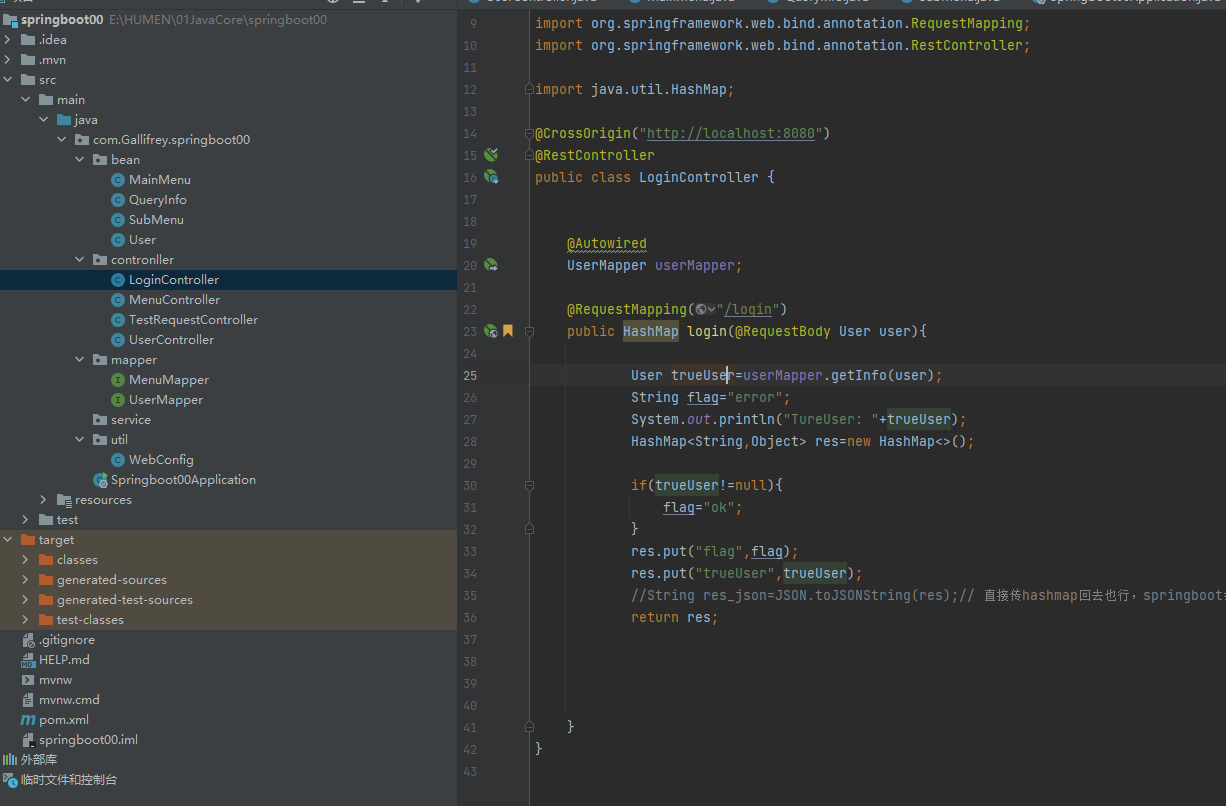 springboot00 E:\HUMEN\01JavaCore\springboot00
.idea
.mvn
src
main
java
com.Gallifrey.springboot00
bean
MainMenu
QueryInfo
SubMenu
User
contronller
LoginController
MenuController
TestRequestController
UserController
mapper
MenuMapper
UserMapper
service
util
WebConfig
Springboot00Application
resources
test
target
classes
generated-sources
generated-test-sources
test-classes
.gitignore
HELP.md
mvnw
mvnw.cmd
pom.xml
springboot00.iml
外部库
临时文件和控制台
9 import org.springframework.web.bind.annotation.RequestMapping;
10 import org.springframework.web.bind.annotation.RestController;
11
12 import java.util.HashMap;
13
14 @CrossOrigin("http://localhost:8080")
15 @RestController
16 public class LoginController {
17
18
19 @Autowired
20 UserMapper userMapper;
21
22 @RequestMapping("/login")
23 public HashMap login(@RequestBody User user){
24
25 User trueUser=userMapper.getInfo(user);
26 String flag="error";
27 System.out.println("TureUser: "+trueUser);
28 HashMap<String,Object> res=new HashMap<>();
29
30 if(trueUser!=null){
31 flag="ok";
32 }
33 res.put("flag",flag);
34 res.put("trueUser",trueUser);
35 //String res_json=JSON.toJSONString(res);// 直接传hashmap回去也行，springboot
36 return res;
37
38
39
40
41 }
42 }
43